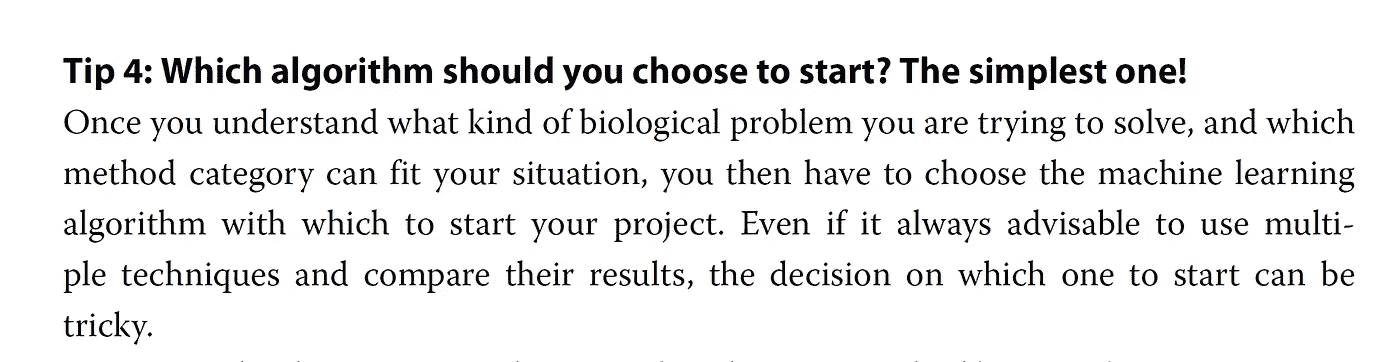 Tip 4: Which algorithm should you choose to start? The simplest one!
Once you understand what kind of biological problem you are trying to solve, and which
method category can fit your situation, you then have to choose the machine learning
algorithm with which to start your project. Even if it always advisable to use multi-
ple techniques and compare their results, the decision on which one to start can be
tricky.